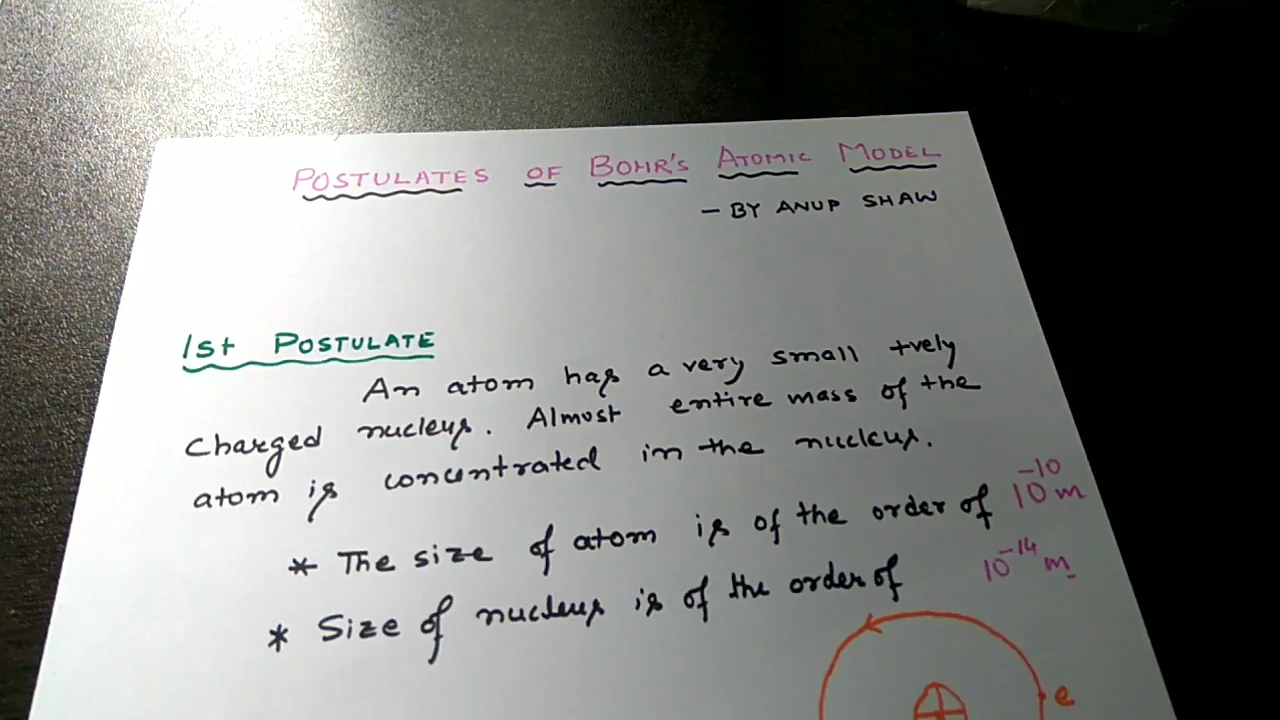 POSTULATES OF BOHR'S ATOMIC MODEL
- BY ANUP SHAW
1st POSTULATE
An atom has a very small +vely
charged nucleus. Almost entire mass of the
atom is concentrated in the nucleus.
* The size of atom is of the order of 10⁻¹⁰ m
* Size of nucleus is of the order of 10⁻¹⁴ m
e